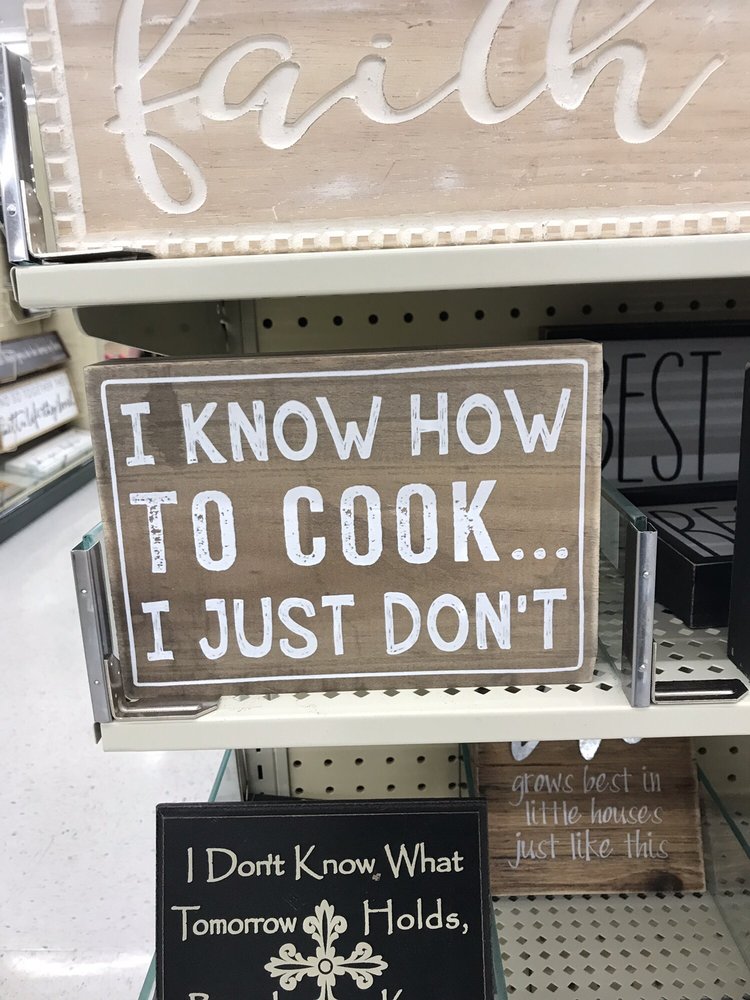 faith
I KNOW HOW
TO COOK...
I JUST DON'T
BEST
grows best in
little houses
just like this
I Don't Know What
Tomorrow Holds,